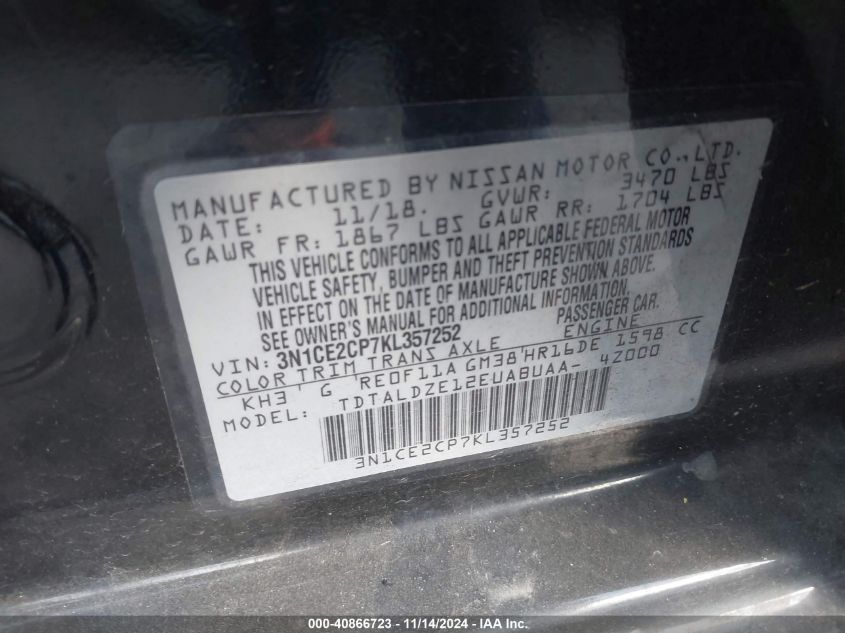 MANUFACTURED BY NISSAN MOTOR CO., LTD.
DATE: 11/18. GVWR: 3470 LBS
GAWR FR: 1867 LBS GAWR RR: 1704 LBS
THIS VEHICLE CONFORMS TO ALL APPLICABLE FEDERAL MOTOR
VEHICLE SAFETY, BUMPER AND THEFT PREVENTION STANDARDS
IN EFFECT ON THE DATE OF MANUFACTURE SHOWN ABOVE.
SEE OWNER'S MANUAL FOR ADDITIONAL INFORMATION.
VIN: 3N1CE2CP7KL357252 PASSENGER CAR.
COLOR TRIM TRANS AXLE ENGINE
KH3 ' G ' RE0F11A GM38 'HR16DE 1598 CC
MODEL: TDTALDZE12EUABUAA- 4Z000
3N1CE2CP7KL357252
000-40866723 - 11/14/2024 - IAAI.com